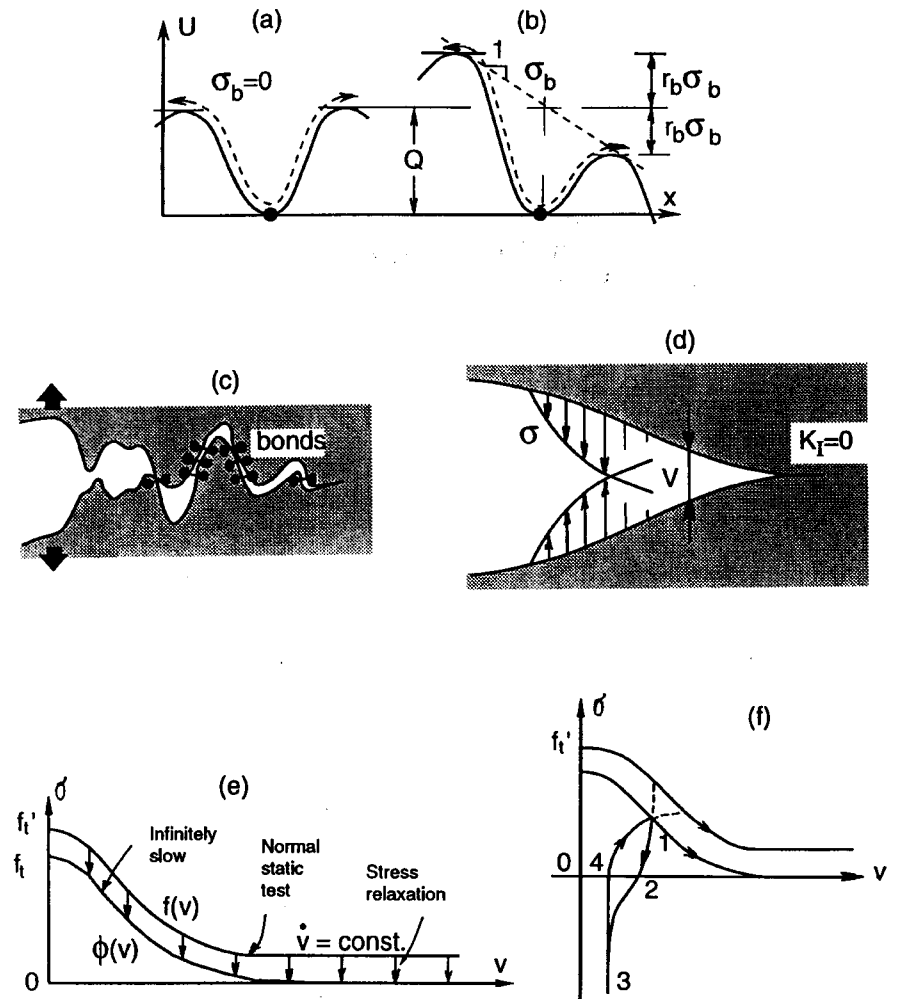 (a)
U
σb=0
Q
(b)
1
σb
rbσb
rbσb
x
(c)
bonds
(d)
σ
V
KI=0
(e)
σ
ft'
ft
Infinitely
slow
f(v)
ϕ(v)
Normal
static
test
Stress
relaxation
v̇ = const.
v
0
(f)
σ
ft'
1
0
4
2
v
3